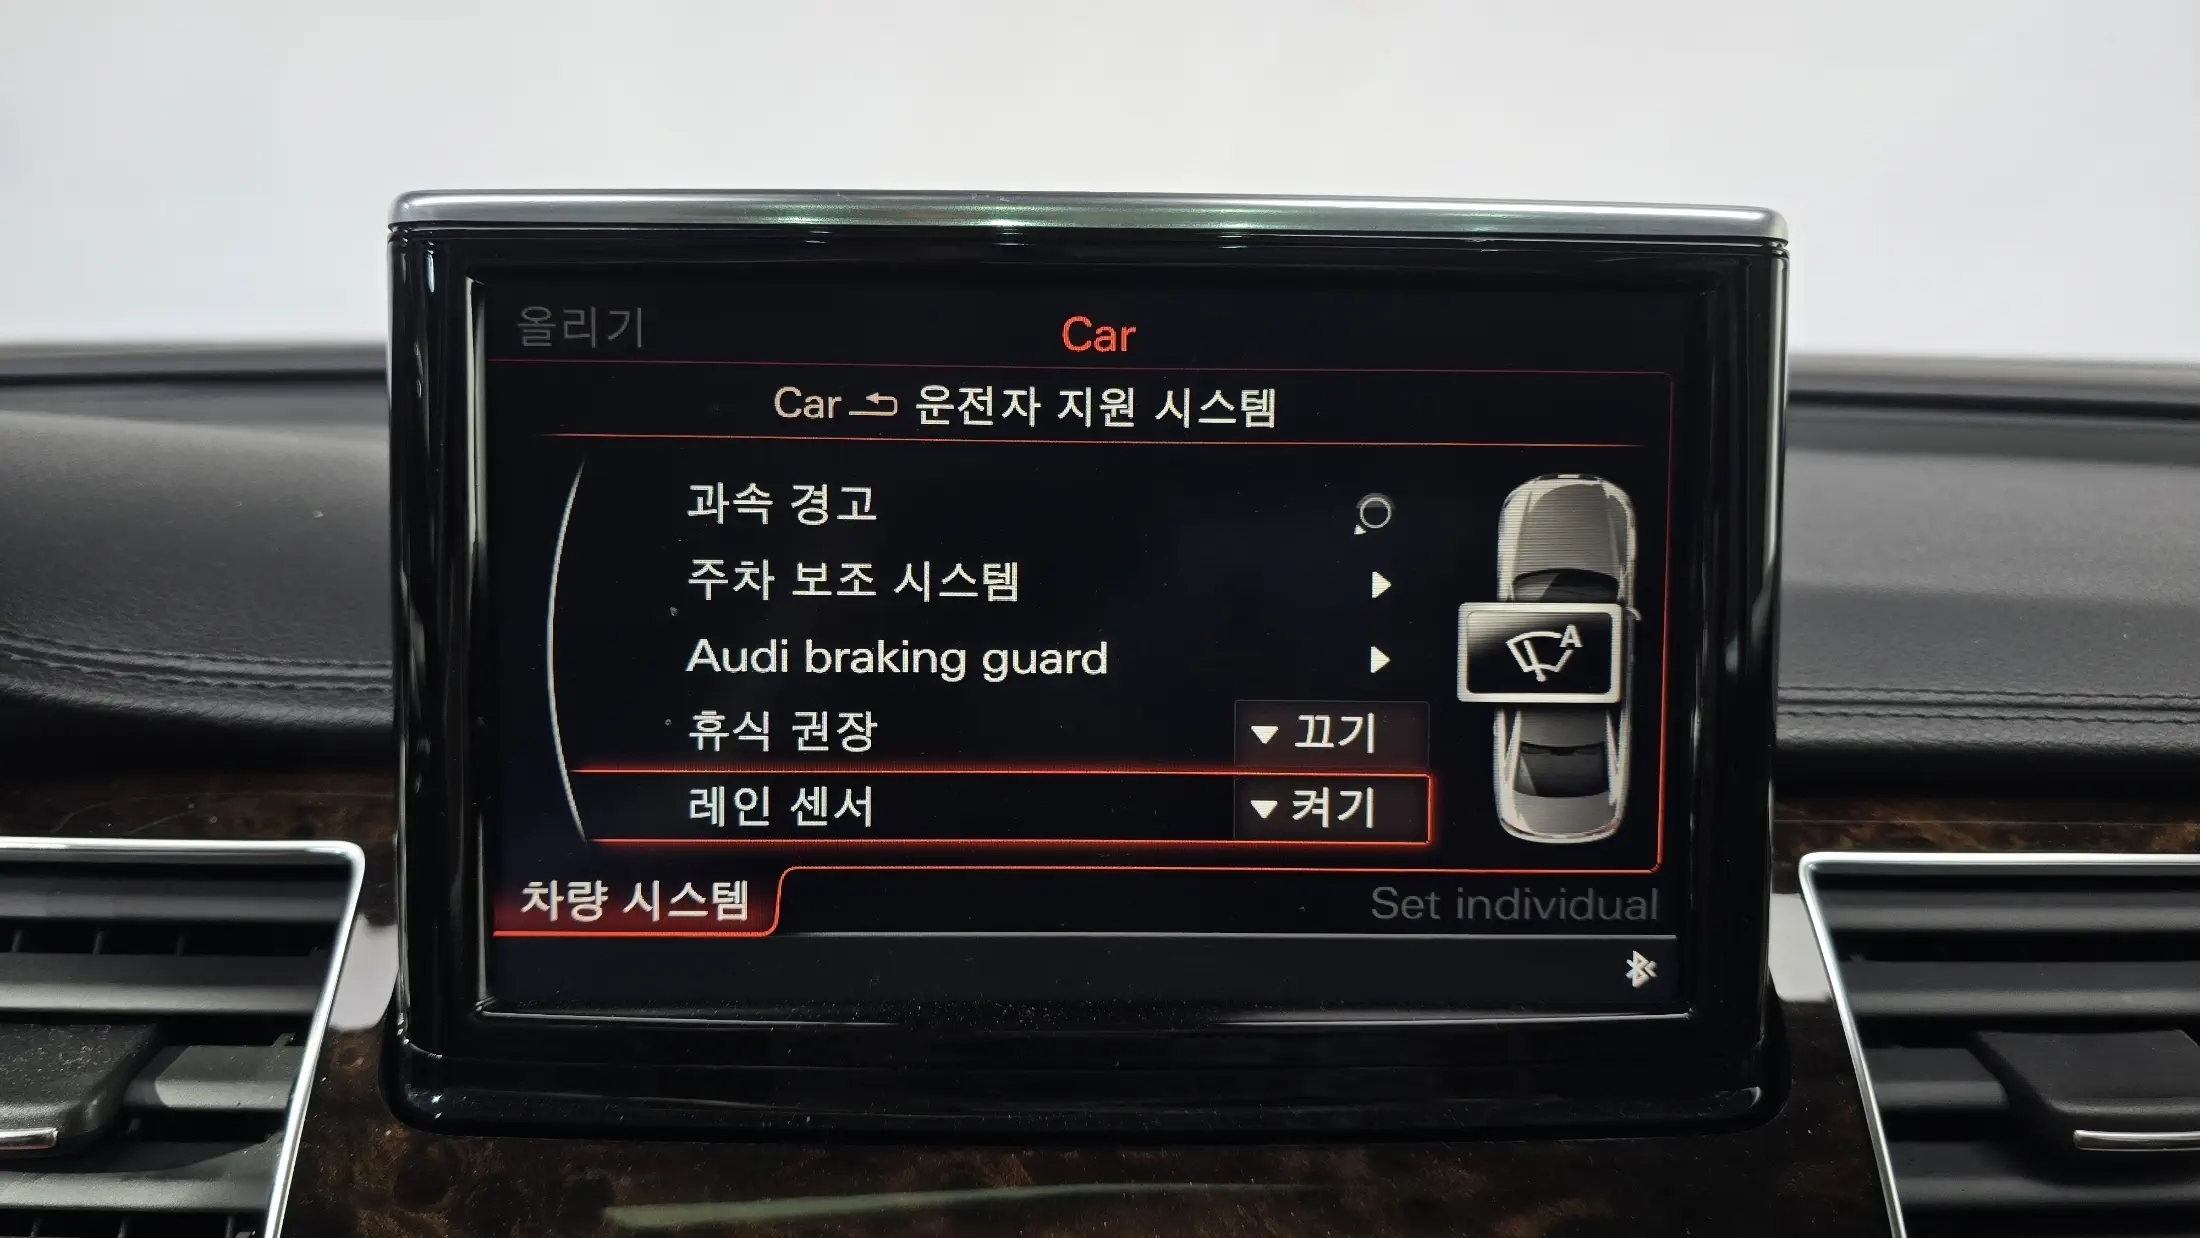 올리기
Car
Car 운전자 지원 시스템
과속 경고
주차 보조 시스템
Audi braking guard
휴식 권장 끄기
레인 센서 켜기
A
차량 시스템
Set individual